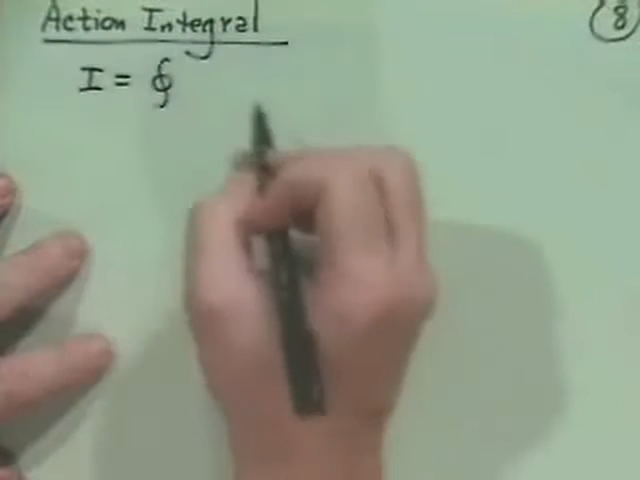 Action Integral
8
I = ∮